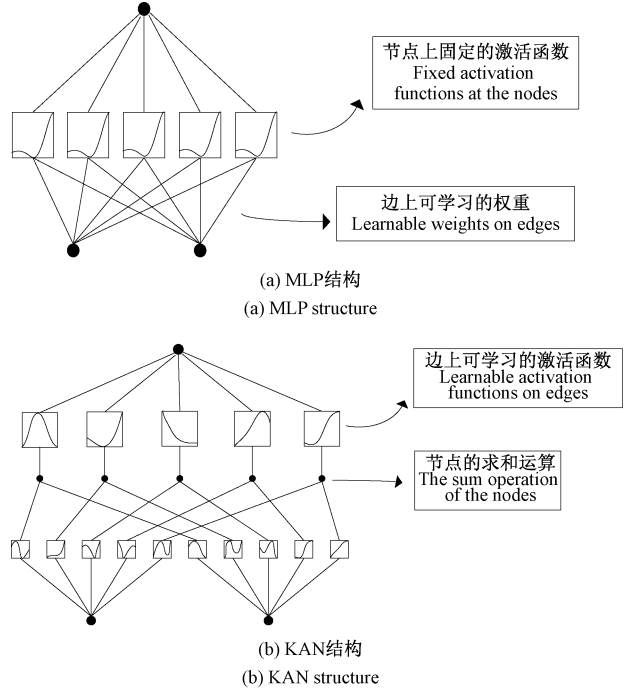 节点上固定的激活函数
Fixed activation
functions at the nodes
边上可学习的权重
Learnable weights on edges
(a) MLP结构
(a) MLP structure
边上可学习的激活函数
Learnable activation
functions on edges
节点的求和运算
The sum operation
of the nodes
(b) KAN结构
(b) KAN structure